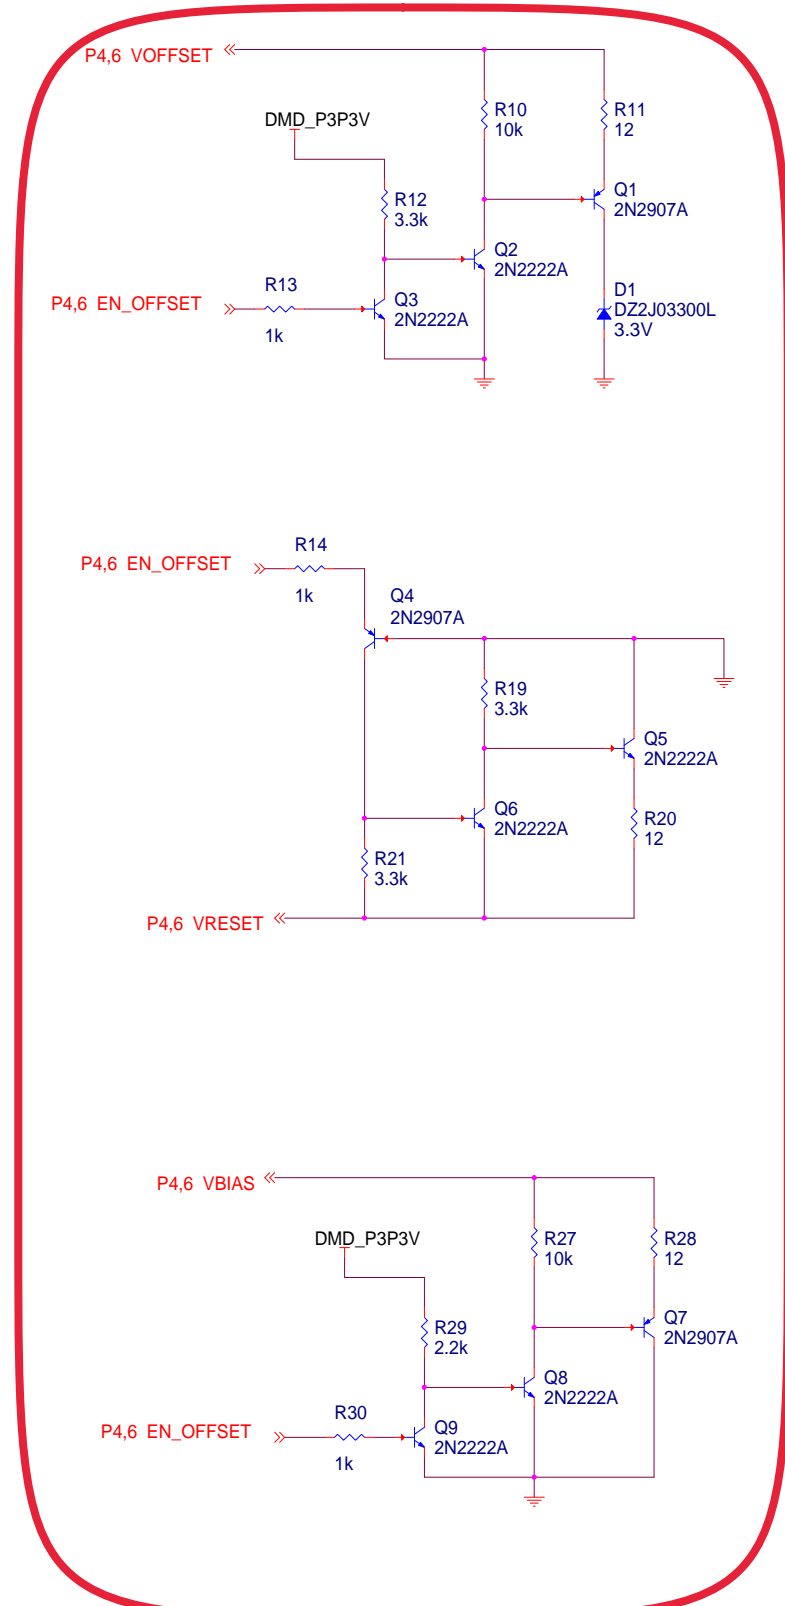 P4,6 VOFFSET
R10
10k
R11
12
DMD_P3P3V
R12
3.3k
Q1
2N2907A
Q2
2N2222A
R13
1k
P4,6 EN_OFFSET
Q3
2N2222A
D1
DZ2J03300L
3.3V
R14
1k
P4,6 EN_OFFSET
Q4
2N2907A
R19
3.3k
Q5
2N2222A
Q6
2N2222A
R20
12
R21
3.3k
P4,6 VRESET
P4,6 VBIAS
R27
10k
R28
12
DMD_P3P3V
R29
2.2k
Q7
2N2907A
Q8
2N2222A
R30
1k
P4,6 EN_OFFSET
Q9
2N2222A